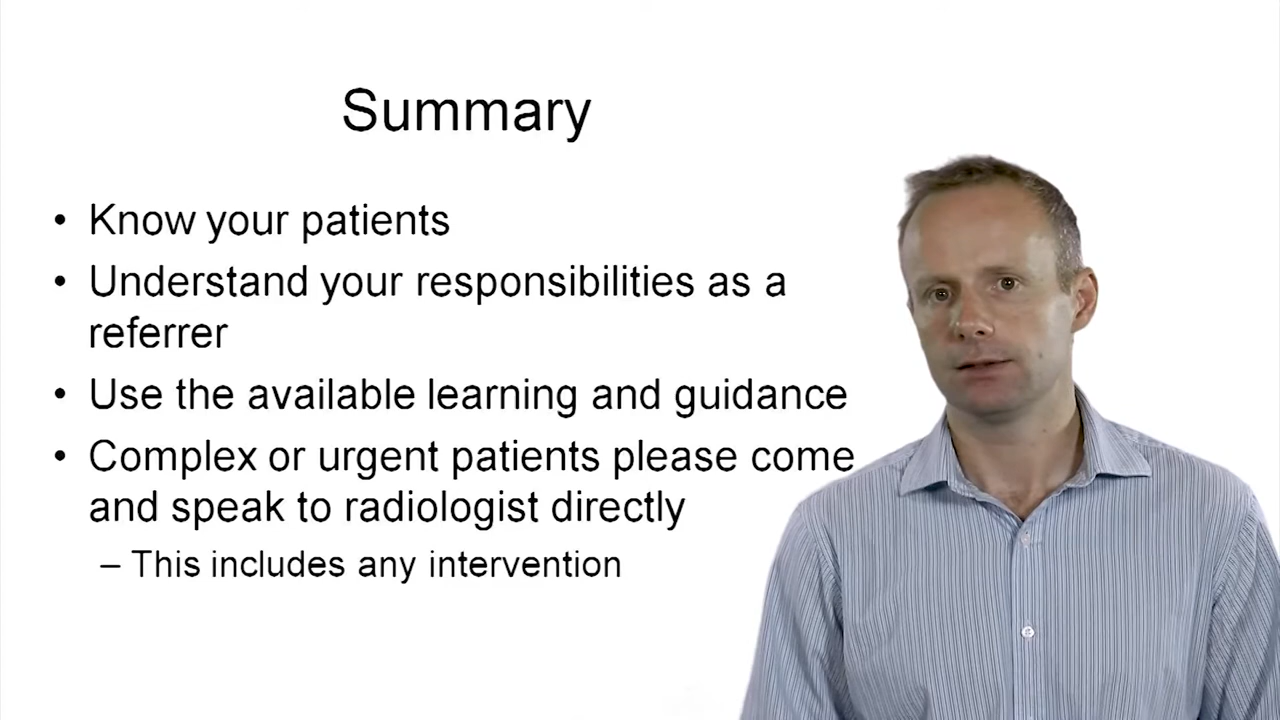 Summary
• Know your patients
• Understand your responsibilities as a
referrer
• Use the available learning and guidance
• Complex or urgent patients please come
and speak to radiologist directly
– This includes any intervention